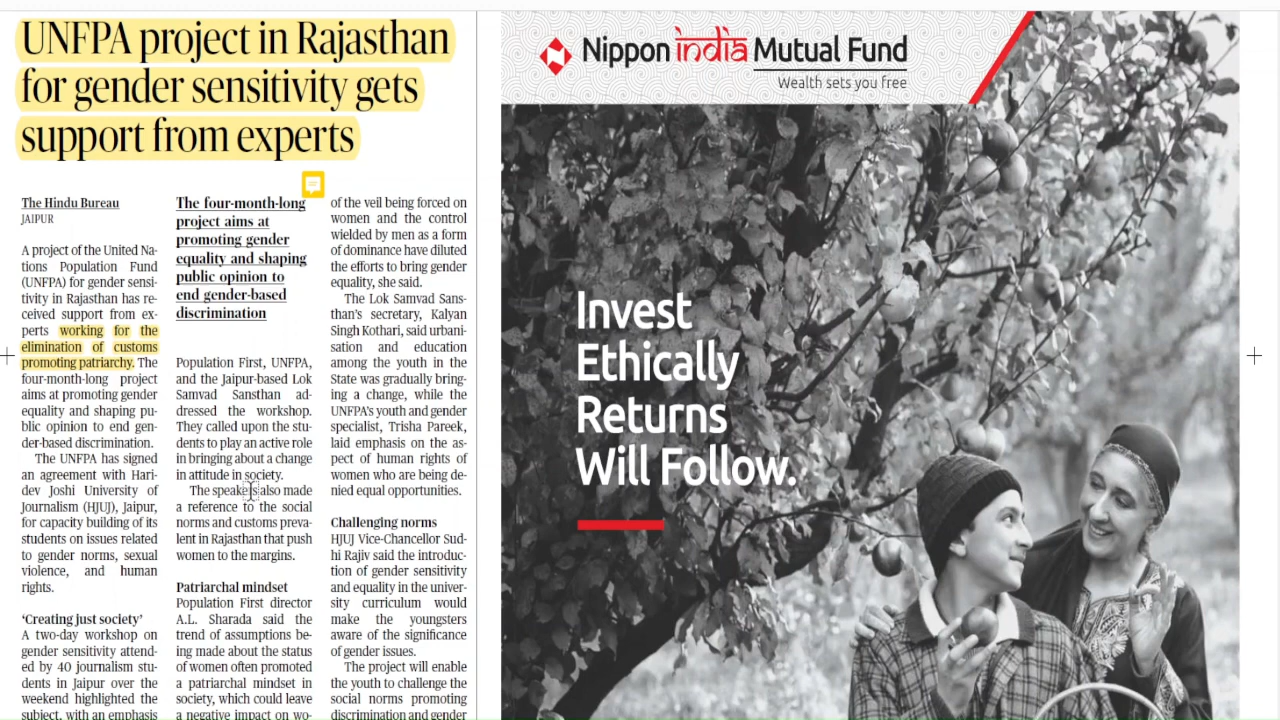 UNFPA project in Rajasthan
for gender sensitivity gets
support from experts
The Hindu Bureau
JAIPUR
A project of the United Na-
tions Population Fund
(UNFPA) for gender sensi-
tivity in Rajasthan has re-
ceived support from ex-
perts working for the
elimination of customs
promoting patriarchy. The
four-month-long project
aims at promoting gender
equality and shaping pu-
blic opinion to end gen-
der-based discrimination.
The UNFPA has signed
an agreement with Hari-
dev Joshi University of
Journalism (HJUJ), Jaipur,
for capacity building of its
students on issues related
to gender norms, sexual
violence, and human
rights.
‘Creating just society’
A two-day workshop on
gender sensitivity attend-
ed by 40 journalism stu-
dents in Jaipur over the
weekend highlighted the
subject, with an emphasis
The four-month-long
project aims at
promoting gender
equality and shaping
public opinion to
end gender-based
discrimination
Population First, UNFPA,
and the Jaipur-based Lok
Samvad Sansthan ad-
dressed the workshop.
They called upon the stu-
dents to play an active role
in bringing about a change
in attitude in society.
The speakers also made
a reference to the social
norms and customs preva-
lent in Rajasthan that push
women to the margins.
Patriarchal mindset
Population First director
A.L. Sharada said the
trend of assumptions be-
ing made about the status
of women often promoted
a patriarchal mindset in
society, which could leave
a negative impact on wo-
of the veil being forced on
women and the control
wielded by men as a form
of dominance have diluted
the efforts to bring gender
equality, she said.
The Lok Samvad Sans-
than’s secretary, Kalyan
Singh Kothari, said urbani-
sation and education
among the youth in the
State was gradually bring-
ing a change, while the
UNFPA’s youth and gender
specialist, Trisha Pareek,
laid emphasis on the as-
pect of human rights of
women who are being de-
nied equal opportunities.
Challenging norms
HJUJ Vice-Chancellor Sud-
hi Rajiv said the introduc-
tion of gender sensitivity
and equality in the univer-
sity curriculum would
make the youngsters
aware of the significance
of gender issues.
The project will enable
the youth to challenge the
social norms promoting
discrimination and gender
Nippon india Mutual Fund
Wealth sets you free
Invest
Ethically
Returns
Will Follow.